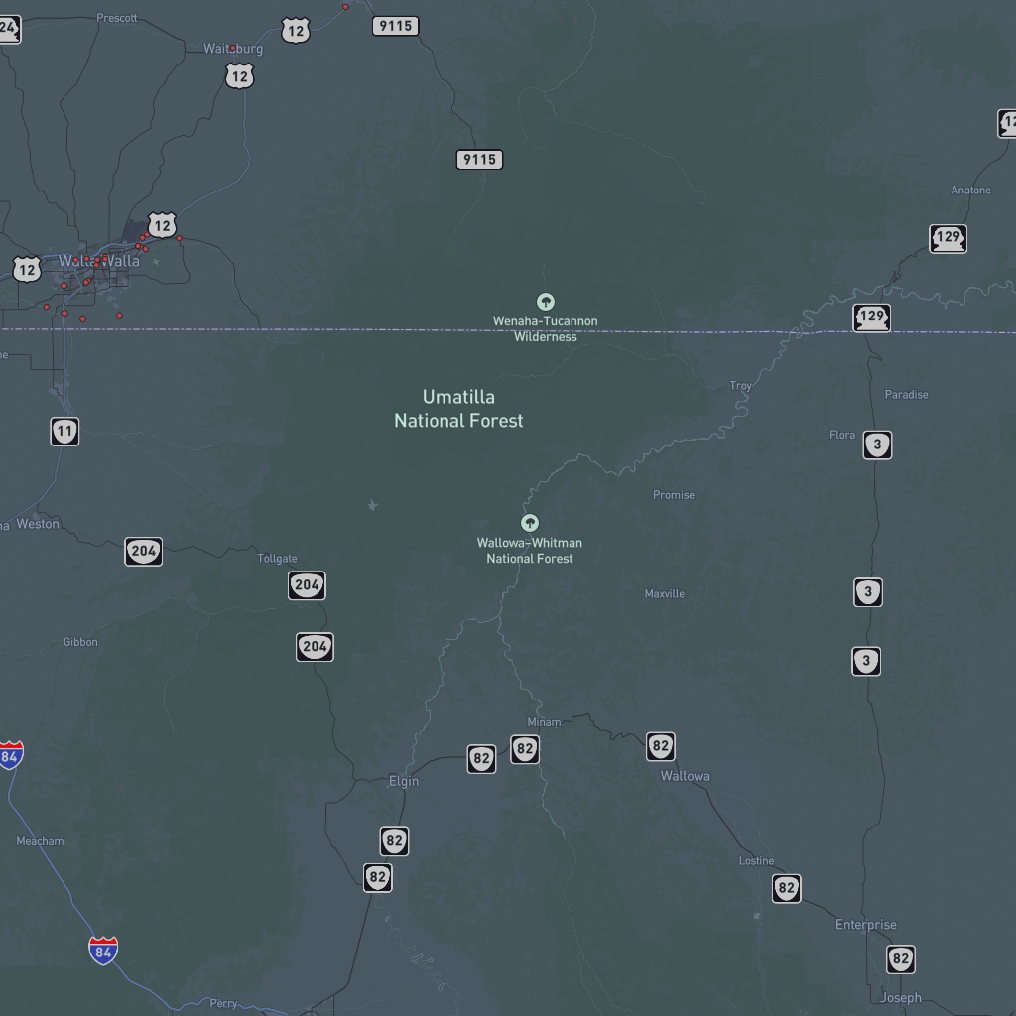 Prescott
24
12
9115
Waitsburg
12
9115
12
Anatone
12
129
Walla Walla
12
Wenaha-Tucannon
Wilderness
129
Troy
Paradise
Umatilla
National Forest
11
Flora
3
Promise
Weston
Wallowa-Whitman
National Forest
204
Tollgate
204
Maxville
3
Gibbon
204
3
Minam
84
82
82
82
Elgin
Wallowa
Meacham
82
Lostine
82
82
Enterprise
84
82
Joseph
Perry